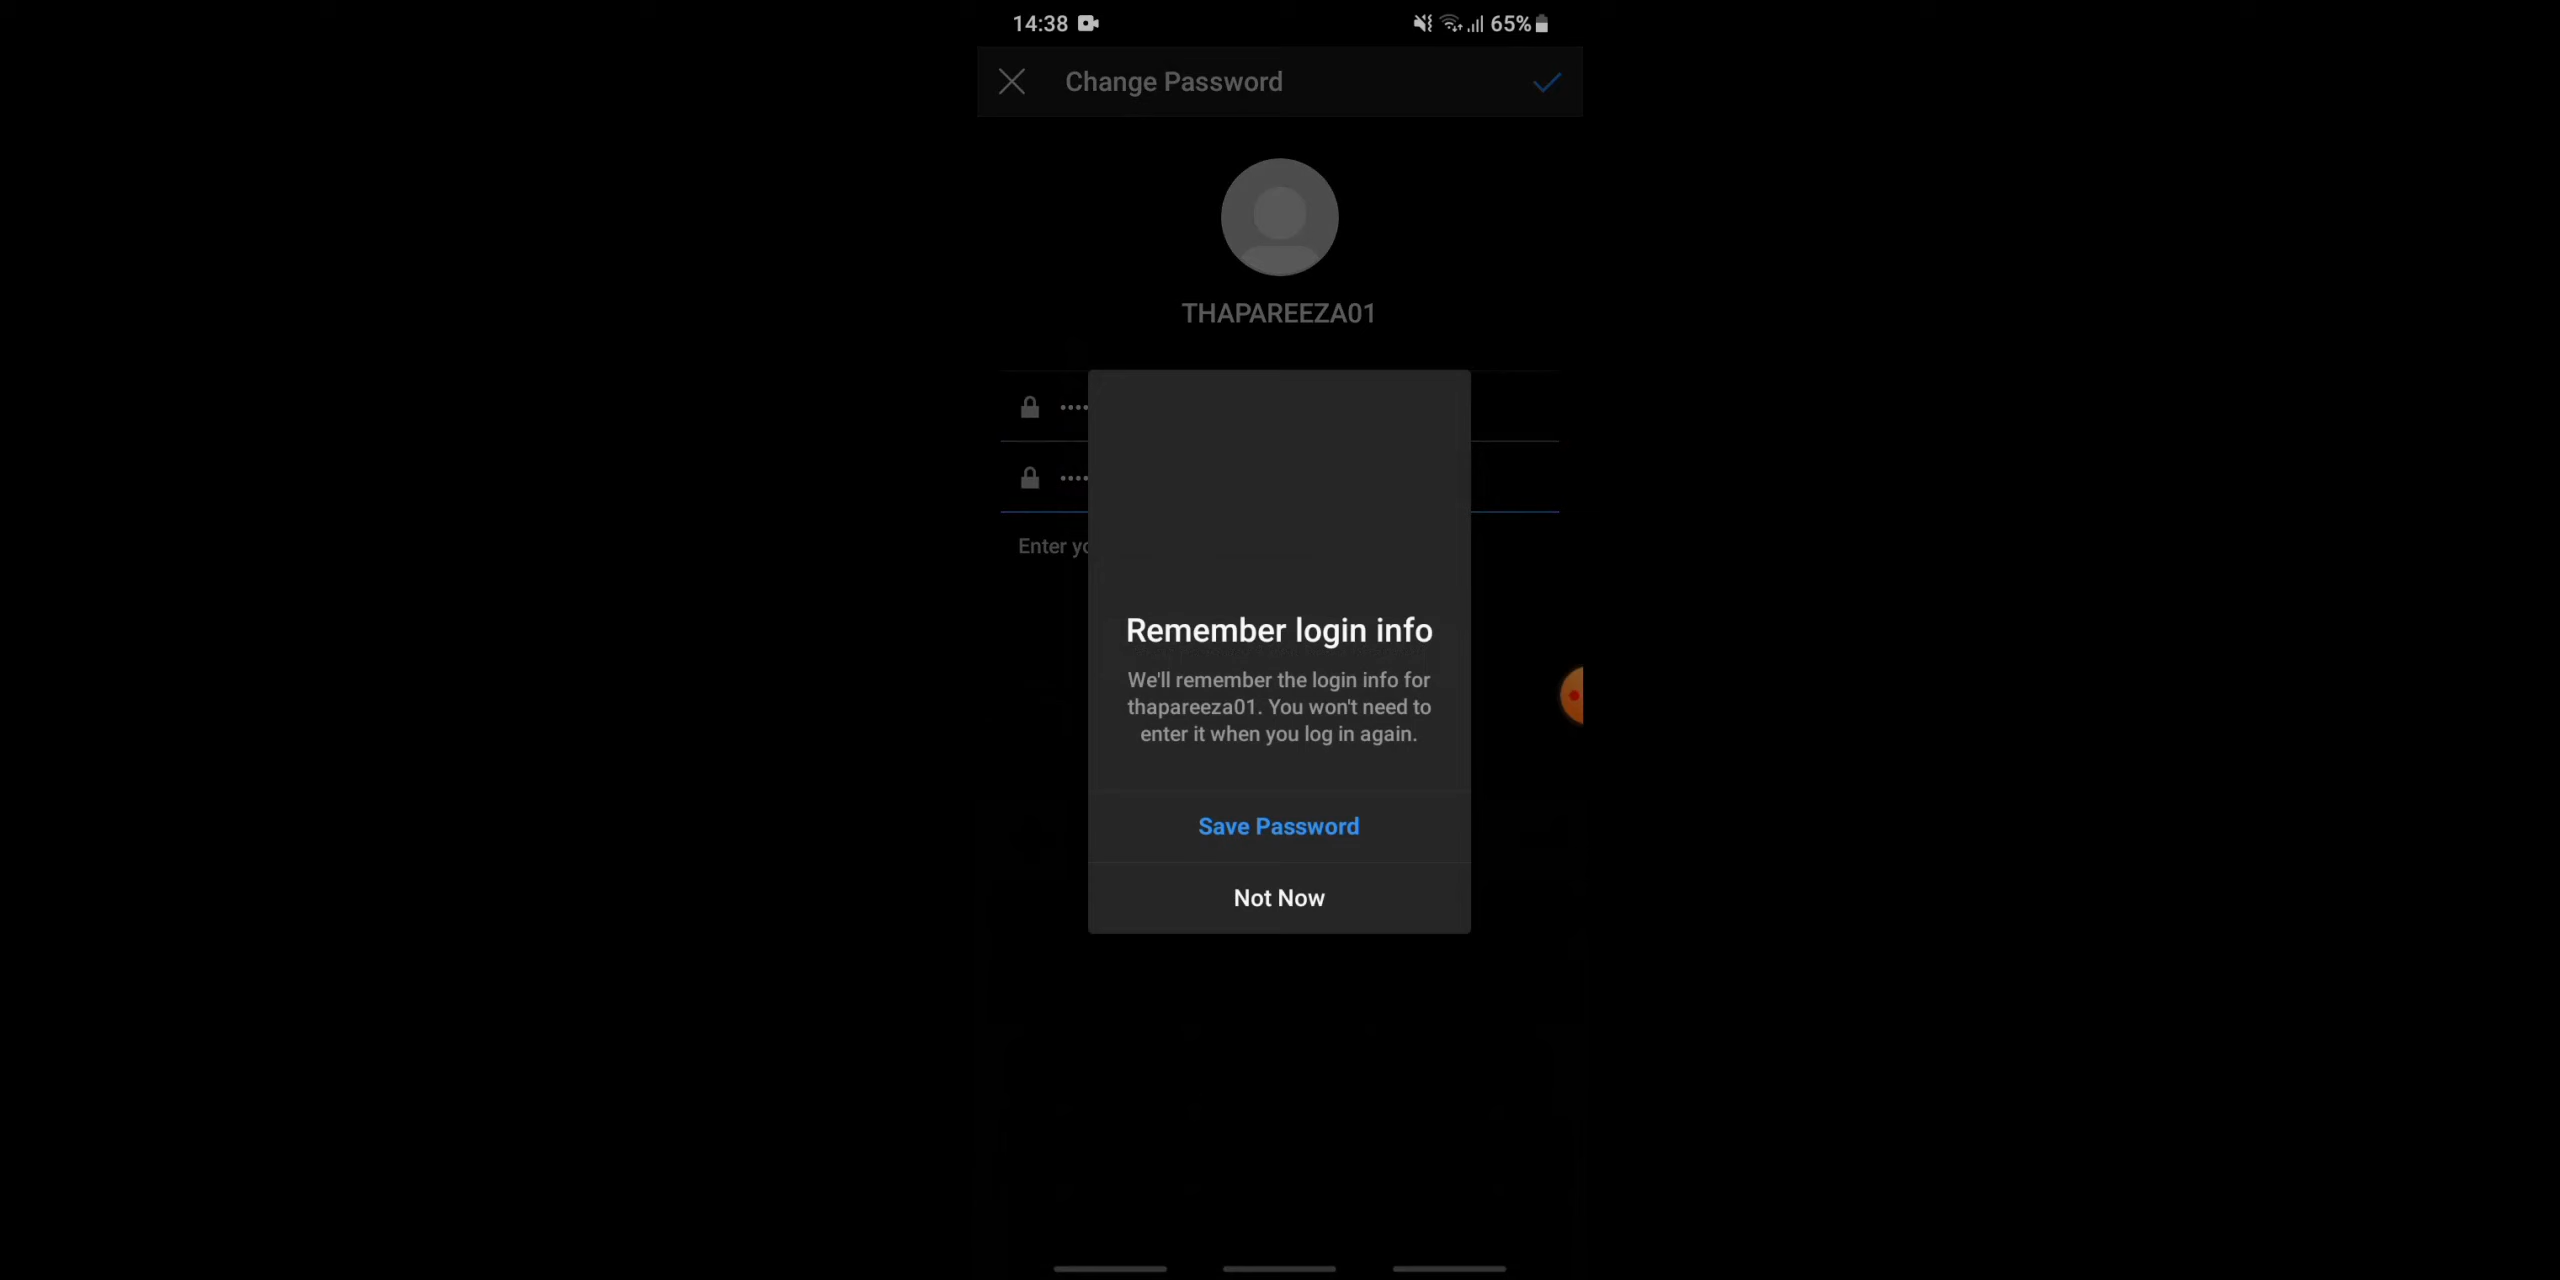 14:38 65%
Change Password
THAPAREEZA01
••••
••••
Enter yo
Remember login info
We'll remember the login info for
thapareeza01. You won't need to
enter it when you log in again.
Save Password
Not Now